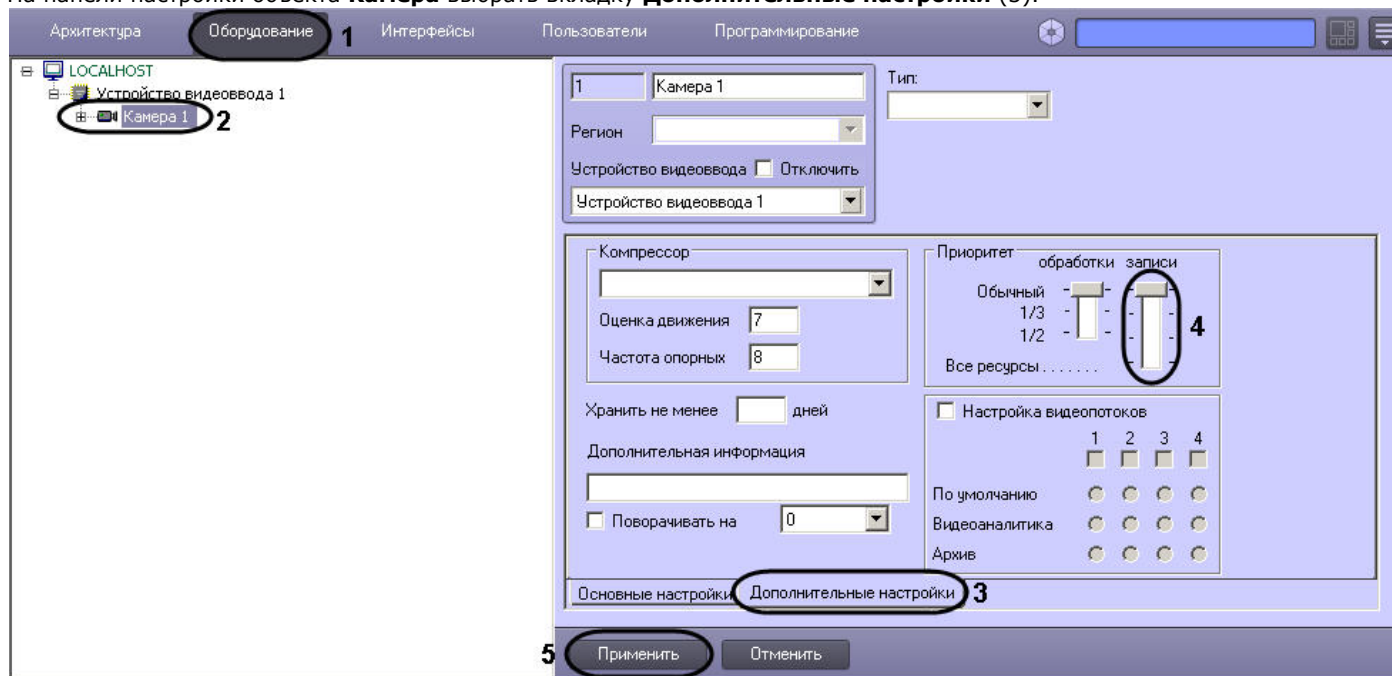 На панели настройки объекта Камера выбрать вкладку Дополнительные настройки (3).
Архитектура Оборудование 1 Интерфейсы Пользователи Программирование
LOCALHOST
Устройство видеоввода 1
Камера 1 2
1 Камера 1
Тип:
Регион
Устройство видеоввода Отключить
Устройство видеоввода 1
Компрессор
Оценка движения 7
Частота опорных 8
Приоритет обработки записи
Обычный
1/3
1/2
4
Все ресурсы . . . . . . .
Хранить не менее дней
Дополнительная информация
Поворачивать на 0
Настройка видеопотоков
1 2 3 4
По умолчанию
Видеоаналитика
Архив
Основные настройки Дополнительные настройки 3
5 Применить Отменить